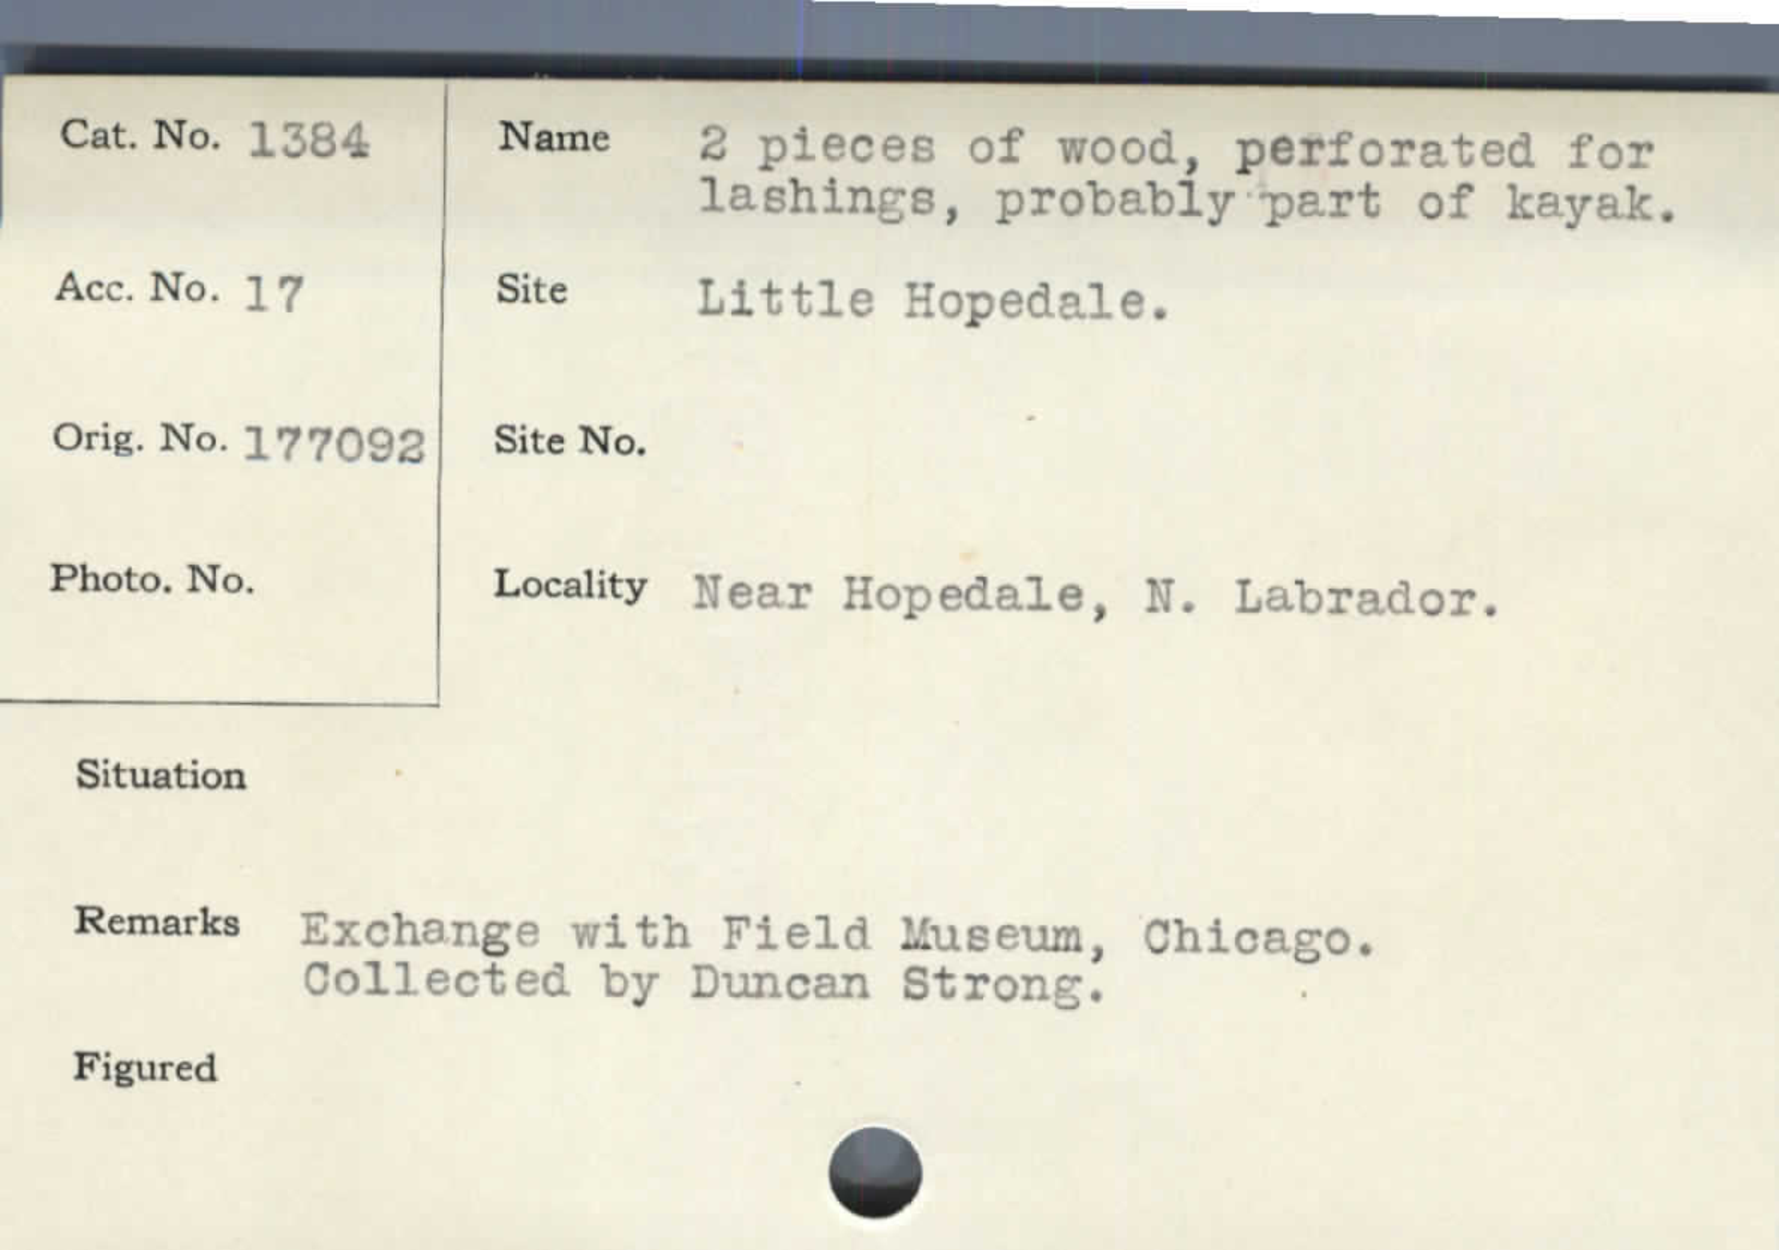 Cat. No. 1384
Name 2 pieces of wood, perforated for
lashings, probably part of kayak.
Acc. No. 17
Site Little Hopedale.
Orig. No. 177092
Site No.
Photo. No.
Locality Near Hopedale, N. Labrador.
Situation
Remarks Exchange with Field Museum, Chicago.
Collected by Duncan Strong.
Figured